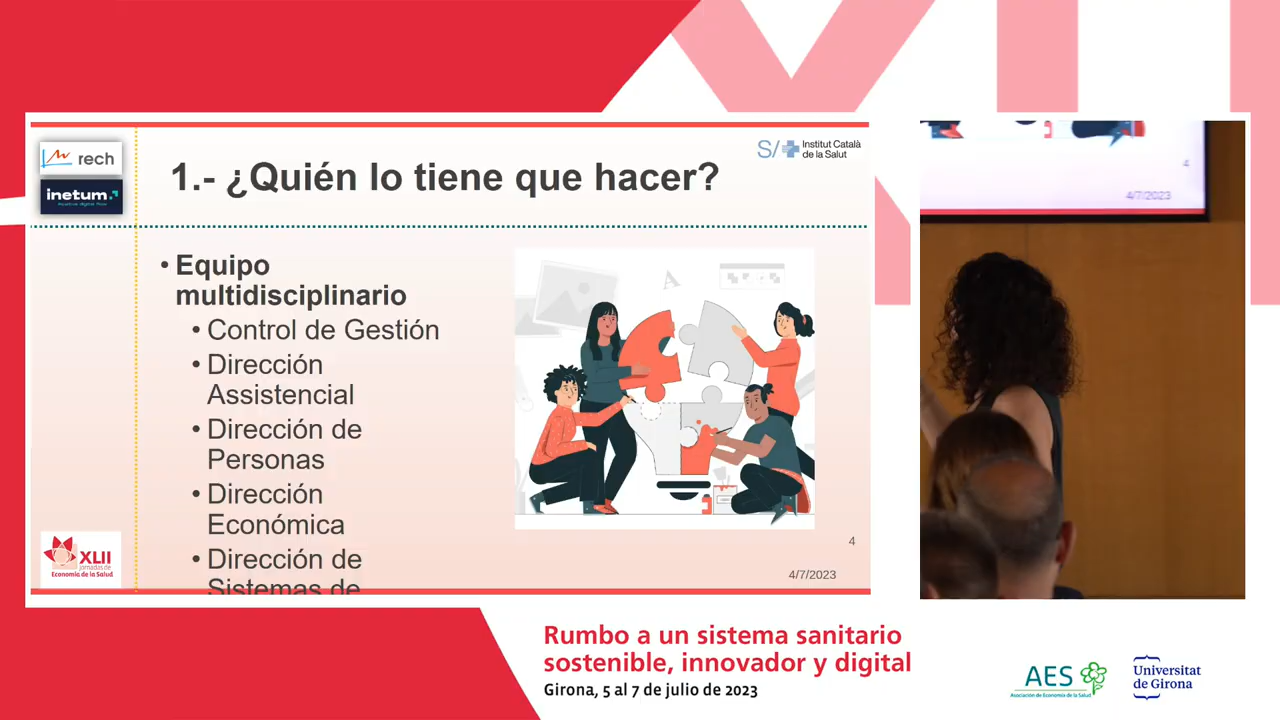 rech
inetum.
S/
Institut Català
de la Salut
1.- ¿Quién lo tiene que hacer?
• Equipo
multidisciplinario
• Control de Gestión
• Dirección
Assistencial
• Dirección de
Personas
• Dirección
Económica
• Dirección de
Sistemas de
A
4
4/7/2023
XLII
jornadas de
Economía de la Salud
4
4/7/2023
Rumbo a un sistema sanitario
sostenible, innovador y digital
Girona, 5 al 7 de julio de 2023
AES
Asociación de Economía de la Salud
Universitat
de Girona